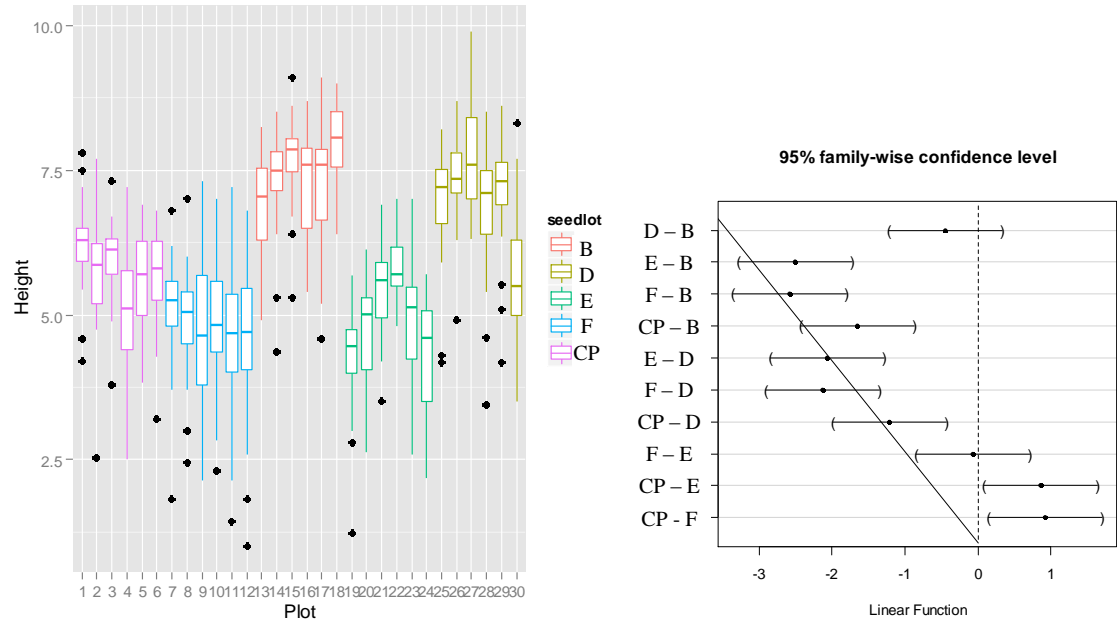 10.0
7.5
5.0
2.5
Height
1 2 3 4 5 6 7 8 9 10 11 12 13 14 15 16 17 18 19 20 21 22 23 24 25 26 27 28 29 30
Plot
seedlot
B
D
E
F
CP
95% family-wise confidence level
D – B
E – B
F – B
CP – B
E – D
F – D
CP – D
F – E
CP – E
CP - F
-3 -2 -1 0 1
Linear Function